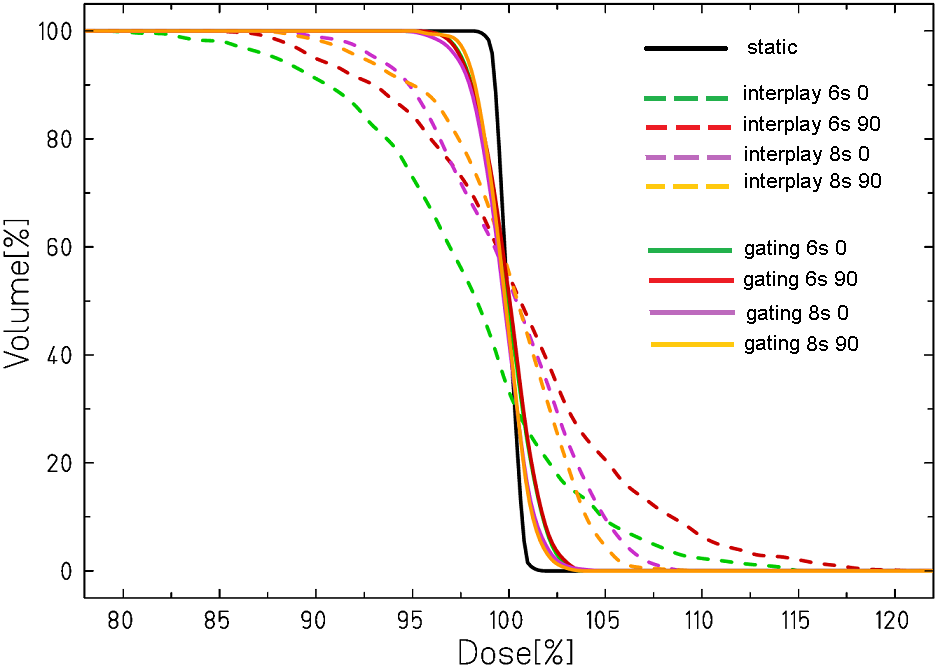 100
80
60
40
20
0
Volume[%]
static
interplay 6s 0
interplay 6s 90
interplay 8s 0
interplay 8s 90
gating 6s 0
gating 6s 90
gating 8s 0
gating 8s 90
80 85 90 95 100 105 110 115 120
Dose[%]